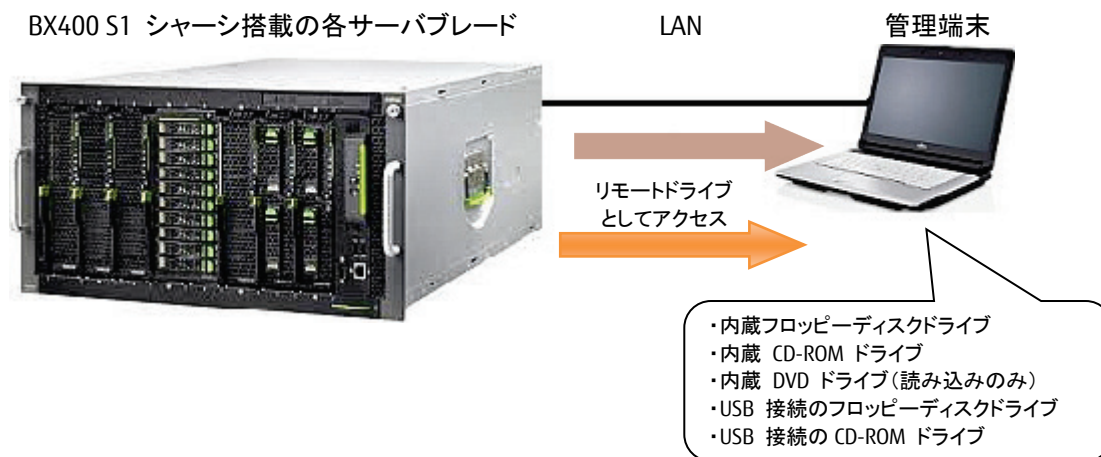 BX400 S1 シャーシ搭載の各サーバブレード
LAN
管理端末
リモートドライブ
としてアクセス
・内蔵フロッピーディスクドライブ
・内蔵 CD-ROM ドライブ
・内蔵 DVD ドライブ(読み込みのみ)
・USB 接続のフロッピーディスクドライブ
・USB 接続の CD-ROM ドライブ